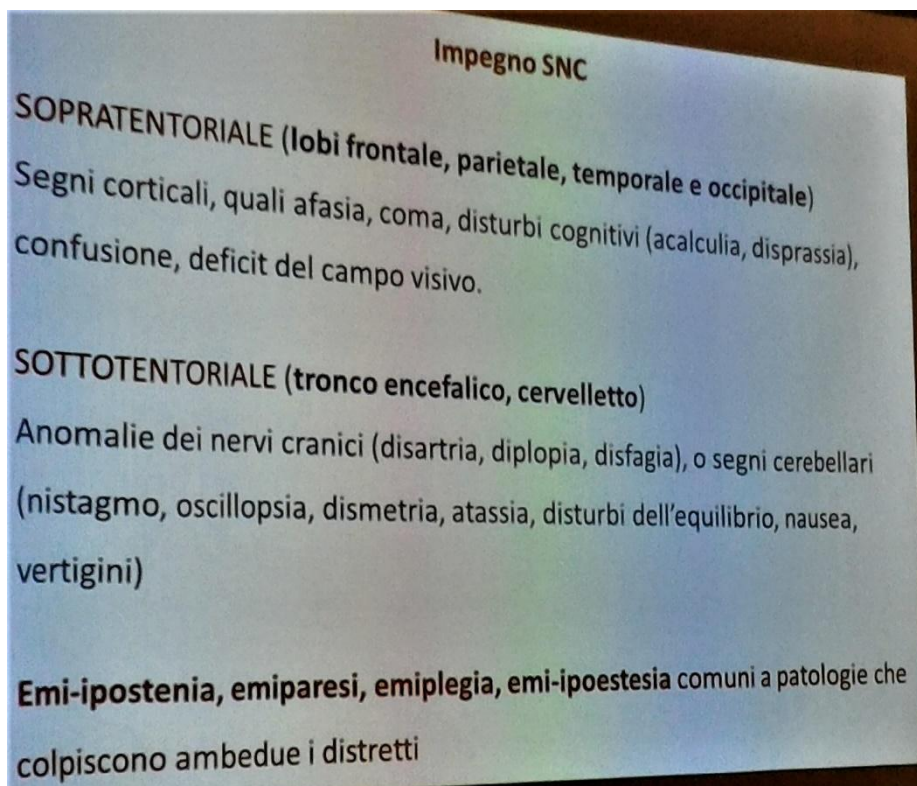 Impegno SNC
SOPRATENTORIALE (lobi frontale, parietale, temporale e occipitale)
Segni corticali, quali afasia, coma, disturbi cognitivi (acalculia, disprassia),
confusione, deficit del campo visivo.
SOTTOTENTORIALE (tronco encefalico, cervelletto)
Anomalie dei nervi cranici (disartria, diplopia, disfagia), o segni cerebellari
(nistagmo, oscillopsia, dismetria, atassia, disturbi dell'equilibrio, nausea,
vertigini)
Emi-ipostenia, emiparesi, emiplegia, emi-ipoestesia comuni a patologie che
colpiscono ambedue i distretti